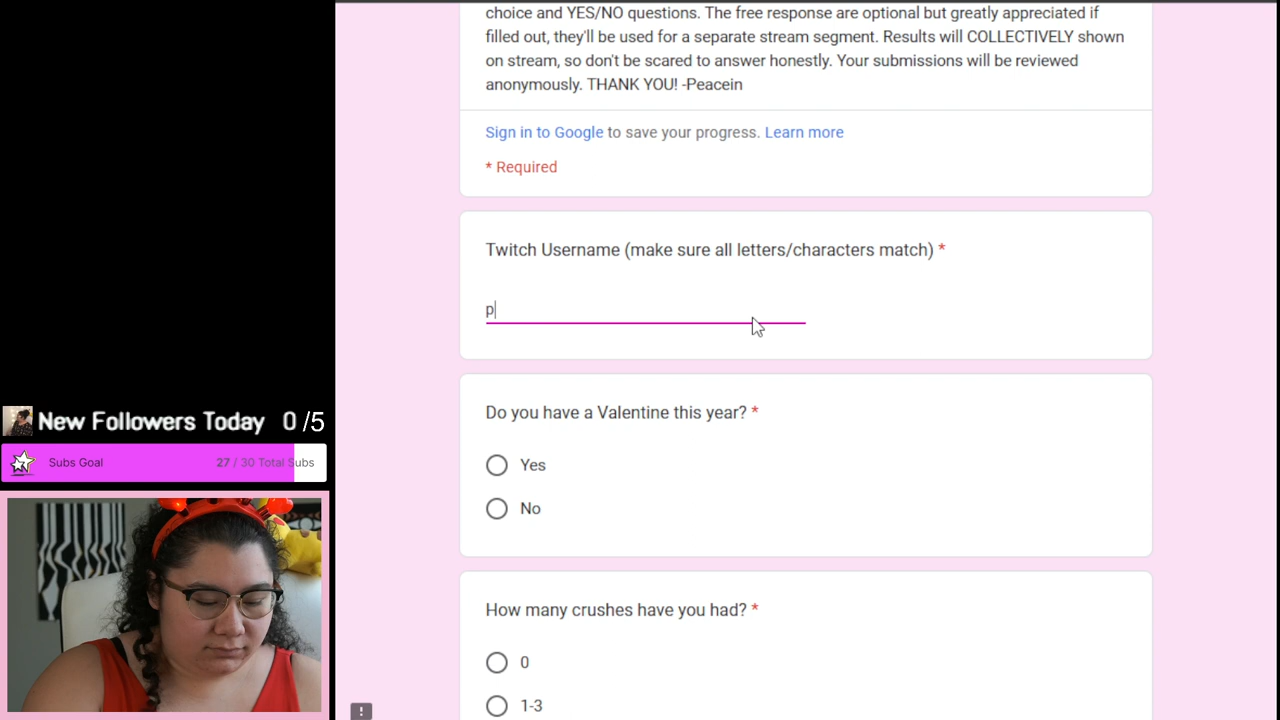 choice and YES/NO questions. The free response are optional but greatly appreciated if
filled out, they'll be used for a separate stream segment. Results will COLLECTIVELY shown
on stream, so don't be scared to answer honestly. Your submissions will be reviewed
anonymously. THANK YOU! -Peacein
Sign in to Google to save your progress. Learn more
* Required
Twitch Username (make sure all letters/characters match) *
p
Do you have a Valentine this year? *
Yes
No
How many crushes have you had? *
0
1-3
New Followers Today 0 /5
Subs Goal 27 / 30 Total Subs